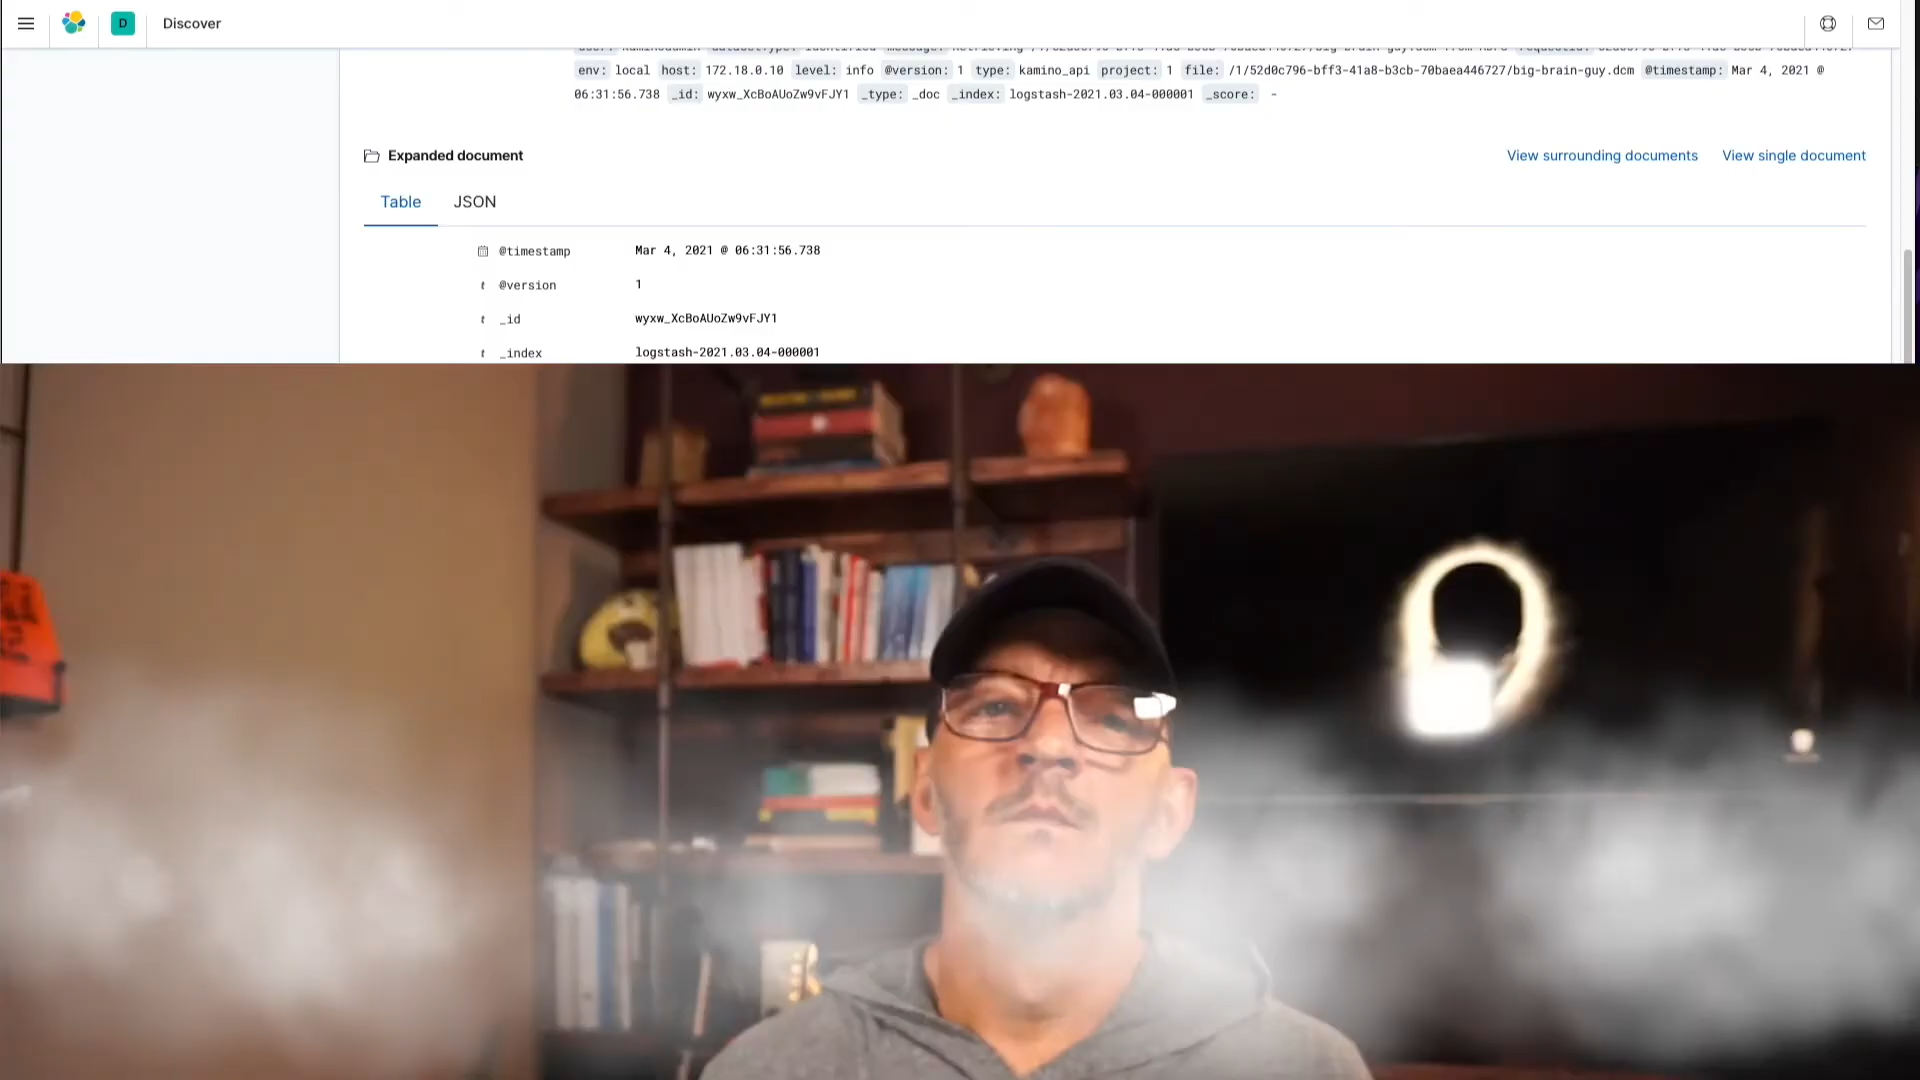 D Discover
env: local host: 172.18.0.10 level: info @version: 1 type: kamino_api project: 1 file: /1/52d0c796-bff3-41a8-b3cb-70baea446727/big-brain-guy.dcm @timestamp: Mar 4, 2021 @
06:31:56.738 _id: wyxw_XcBoAUoZw9vFJY1 _type: _doc _index: logstash-2021.03.04-000001 _score: -
Expanded document View surrounding documents View single document
Table JSON
@timestamp Mar 4, 2021 @ 06:31:56.738
t @version 1
t _id wyxw_XcBoAUoZw9vFJY1
t _index logstash-2021.03.04-000001